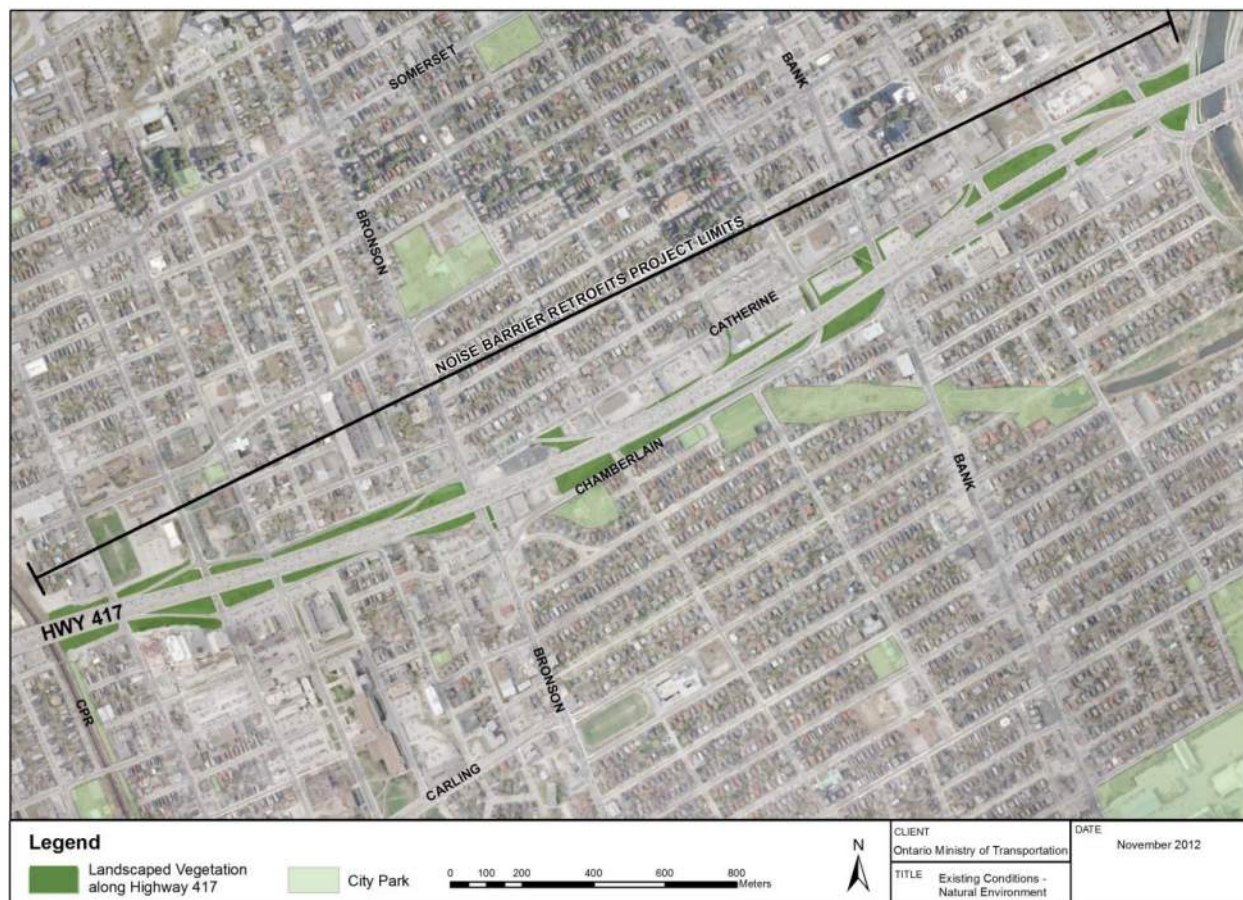 SOMERSET
BANK
BRONSON
NOISE BARRIER RETROFITS PROJECT LIMITS
CATHERINE
CHAMBERLAIN
BANK
HWY 417
CPR
BRONSON
CARLING
Legend
Landscaped Vegetation
along Highway 417
City Park
0 100 200 400 600 800
Meters
N
CLIENT
Ontario Ministry of Transportation
TITLE Existing Conditions -
Natural Environment
DATE
November 2012